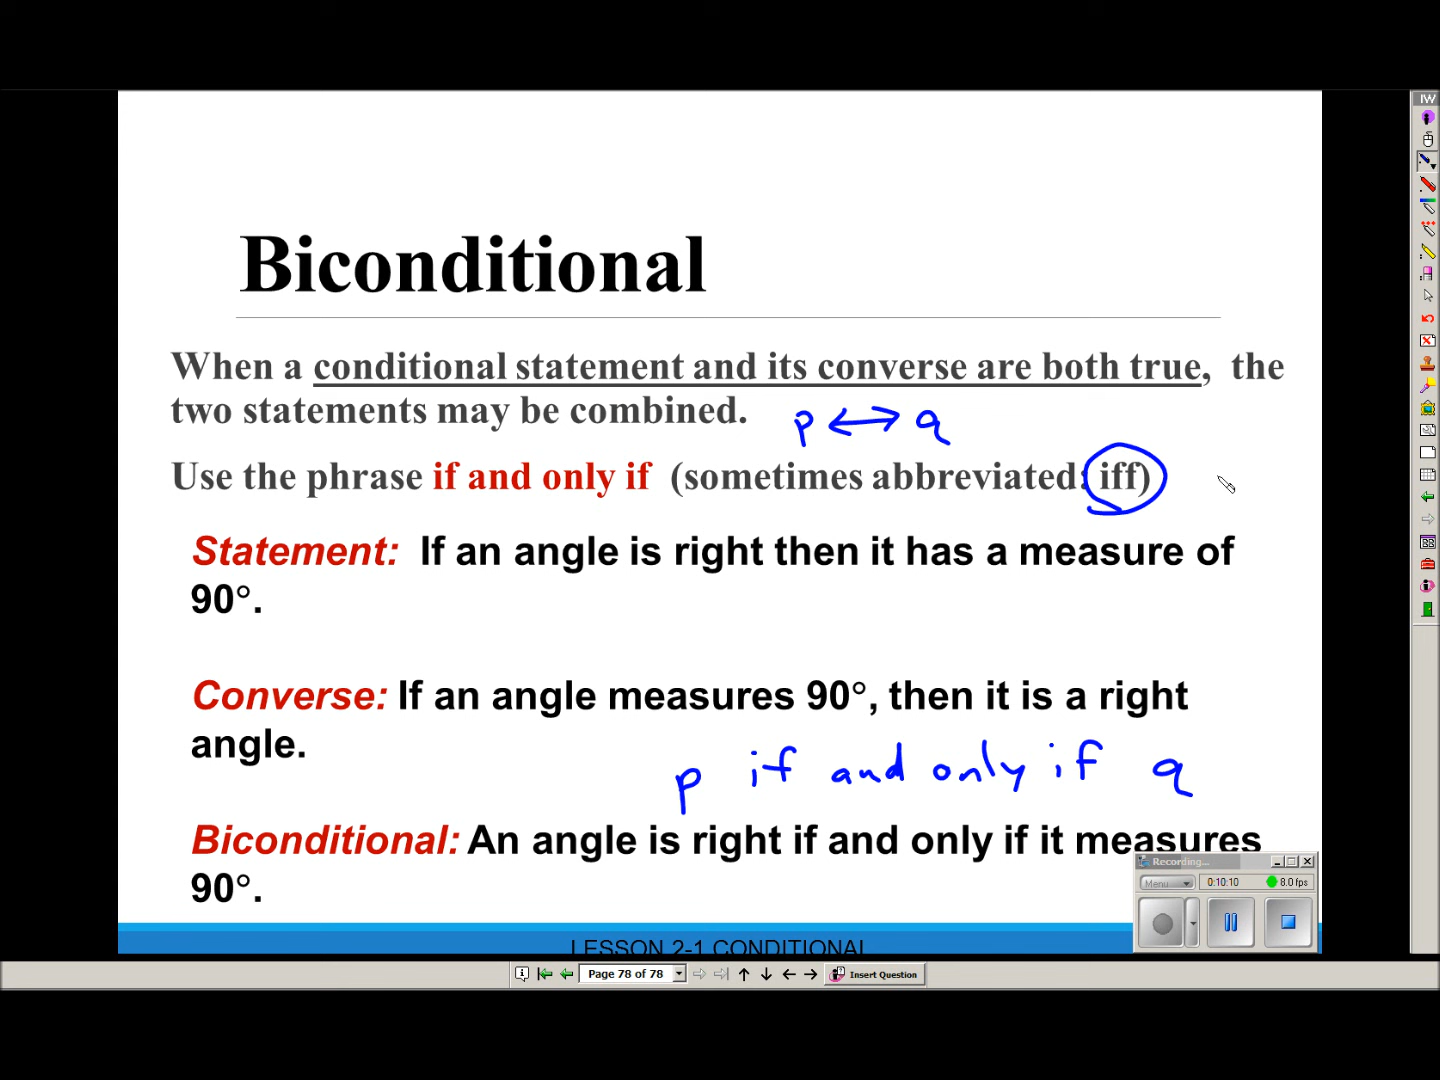 IW
Biconditional
When a conditional statement and its converse are both true, the
two statements may be combined.
p ↔ q
Use the phrase if and only if (sometimes abbreviated: iff)
Statement: If an angle is right then it has a measure of
90°.
Converse: If an angle measures 90°, then it is a right
angle.
p if and only if q
Biconditional: An angle is right if and only if it measures
90°.
Recording...
Menu 0:10:10 8.0 fps
LESSON 2-1 CONDITIONAL
Page 78 of 78 Insert Question